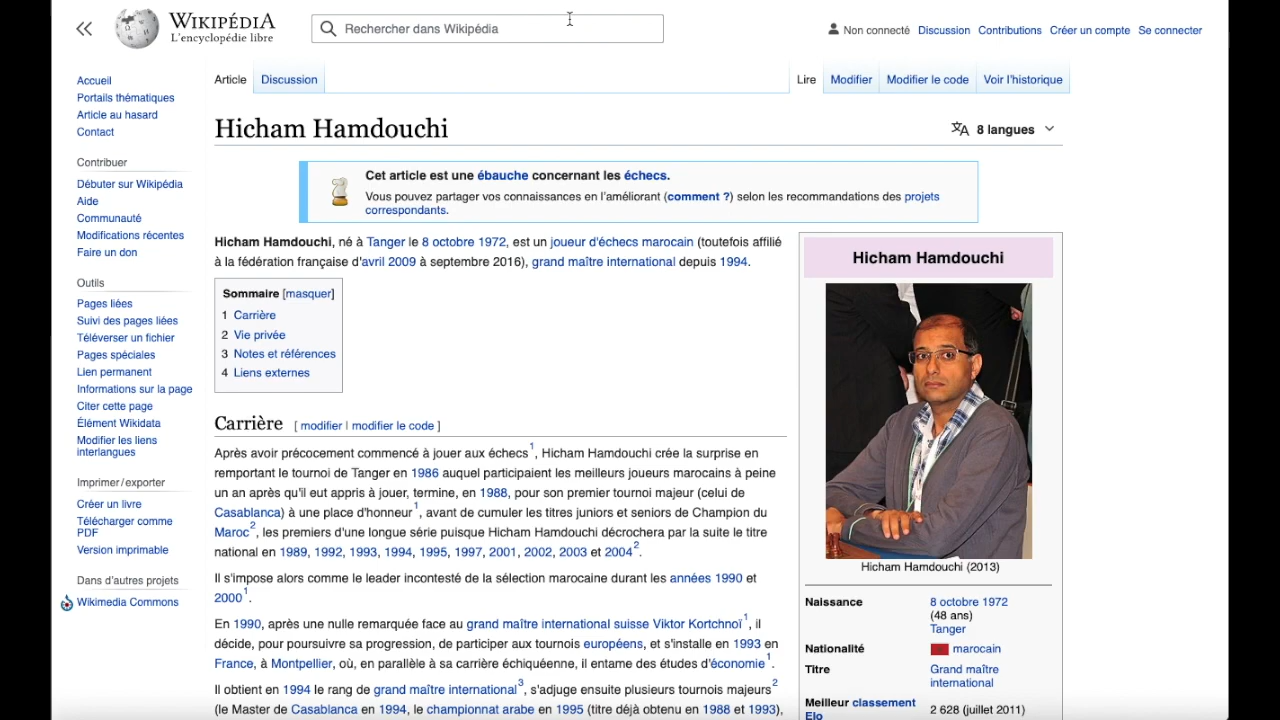 WIKIPÉDIA
L'encyclopédie libre
Rechercher dans Wikipédia
Non connecté Discussion Contributions Créer un compte Se connecter
Accueil
Portails thématiques
Article au hasard
Contact
Contribuer
Débuter sur Wikipédia
Aide
Communauté
Modifications récentes
Faire un don
Outils
Pages liées
Suivi des pages liées
Téléverser un fichier
Pages spéciales
Lien permanent
Informations sur la page
Citer cette page
Élément Wikidata
Modifier les liens
interlangues
Imprimer / exporter
Créer un livre
Télécharger comme
PDF
Version imprimable
Dans d'autres projets
Wikimedia Commons
Article Discussion
Lire Modifier Modifier le code Voir l'historique
Hicham Hamdouchi
8 langues
Cet article est une ébauche concernant les échecs.
Vous pouvez partager vos connaissances en l'améliorant (comment ?) selon les recommandations des projets
correspondants.
Hicham Hamdouchi, né à Tanger le 8 octobre 1972, est un joueur d'échecs marocain (toutefois affilié
à la fédération française d'avril 2009 à septembre 2016), grand maître international depuis 1994.
Sommaire [masquer]
1 Carrière
2 Vie privée
3 Notes et références
4 Liens externes
Carrière [ modifier | modifier le code ]
Après avoir précocement commencé à jouer aux échecs1, Hicham Hamdouchi crée la surprise en
remportant le tournoi de Tanger en 1986 auquel participaient les meilleurs joueurs marocains à peine
un an après qu'il eut appris à jouer, termine, en 1988, pour son premier tournoi majeur (celui de
Casablanca) à une place d'honneur1, avant de cumuler les titres juniors et seniors de Champion du
Maroc2, les premiers d'une longue série puisque Hicham Hamdouchi décrochera par la suite le titre
national en 1989, 1992, 1993, 1994, 1995, 1997, 2001, 2002, 2003 et 20042.
Il s'impose alors comme le leader incontesté de la sélection marocaine durant les années 1990 et
20001.
En 1990, après une nulle remarquée face au grand maître international suisse Viktor Kortchnoï1, il
décide, pour poursuivre sa progression, de participer aux tournois européens, et s'installe en 1993 en
France, à Montpellier, où, en parallèle à sa carrière échiquéenne, il entame des études d'économie1.
Il obtient en 1994 le rang de grand maître international3, s'adjuge ensuite plusieurs tournois majeurs2
(le Master de Casablanca en 1994, le championnat arabe en 1995 (titre déjà obtenu en 1988 et 1993),
Hicham Hamdouchi
Hicham Hamdouchi (2013)
Naissance 8 octobre 1972
(48 ans)
Tanger
Nationalité marocain
Titre Grand maître
international
Meilleur classement
Elo 2 628 (juillet 2011)